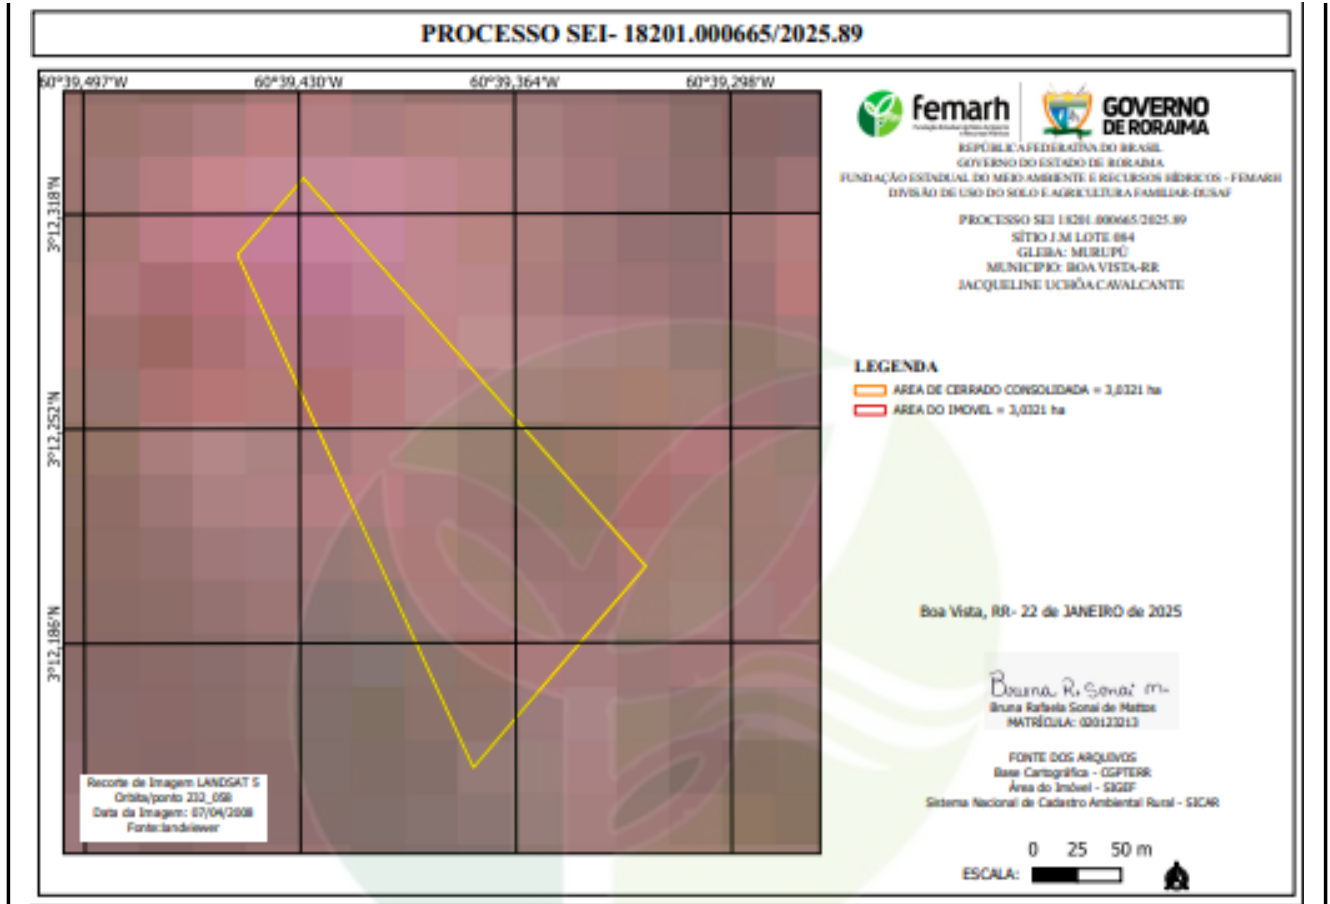 PROCESSO SEI- 18201.000665/2025.89
60°39,497'W
60°39,430'W
60°39,364'W
60°39,298'W
3°12,318'N
3°12,252'N
3°12,186'N
femarh
GOVERNO
DE RORAIMA
REPÚBLICA FEDERATIVA DO BRASIL
GOVERNO DO ESTADO DE RORAIMA
FUNDAÇÃO ESTADUAL DO MEIO AMBIENTE E RECURSOS HÍDRICOS - FEMARH
DIVISÃO DE USO DO SOLO E AGRICULTURA FAMILIAR-DUSAF
PROCESSO SEI 18201.000665/2025.89
SÍTIO J.M LOTE 084
GLEBA: MURUPÚ
MUNICIPIO: BOA VISTA-RR
JACQUELINE UCHÔA CAVALCANTE
LEGENDA
AREA DE CERRADO CONSOLIDADA = 3,0321 ha
AREA DO IMOVEL = 3,0321 ha
Boa Vista, RR- 22 de JANEIRO de 2025
Bruna R. Sonai M.
Bruna Rafaela Sonai de Mattos
MATRÍCULA: 020123213
FONTE DOS ARQUIVOS
Base Cartográfica - CGPTERR
Área do Imóvel - SIGEF
Sistema Nacional de Cadastro Ambiental Rural - SICAR
0 25 50 m
ESCALA:
Recorte de Imagem LANDSAT 5
Orbita/ponto 232_058
Data da Imagem: 07/04/2008
Fonte:landviewer